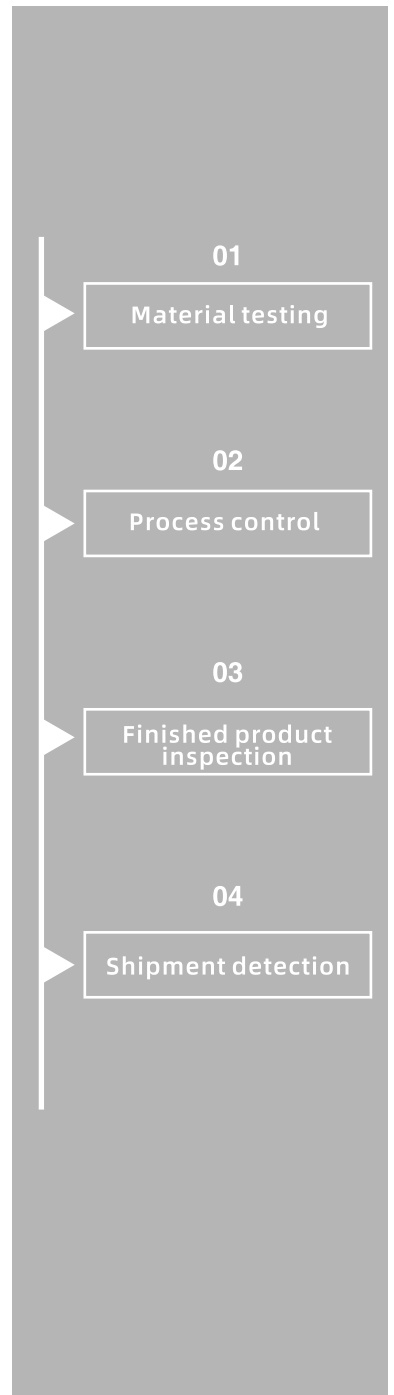 01
Material testing
02
Process control
03
Finished product
inspection
04
Shipment detection